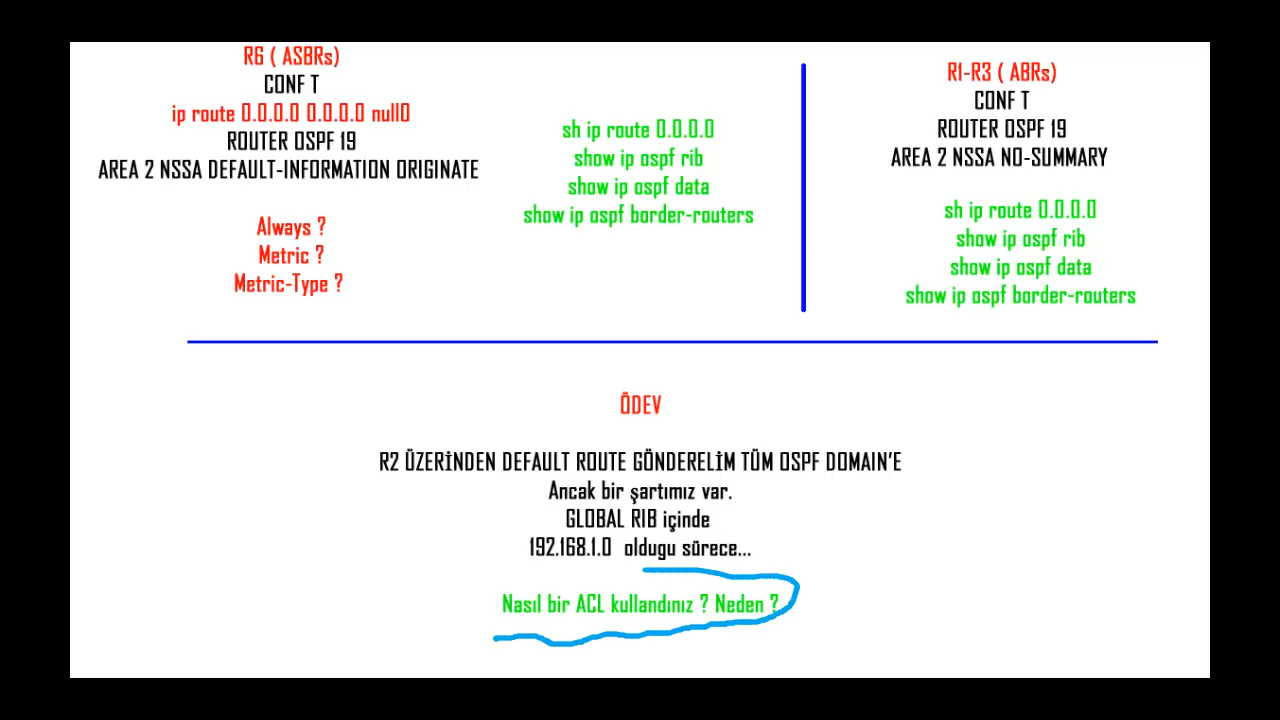 R6 ( ASBRs)
CONF T
ip route 0.0.0.0 0.0.0.0 null0
ROUTER OSPF 19
AREA 2 NSSA DEFAULT-INFORMATION ORIGINATE
Always ?
Metric ?
Metric-Type ?
sh ip route 0.0.0.0
show ip ospf rib
show ip ospf data
show ip ospf border-routers
R1-R3 ( ABRs)
CONF T
ROUTER OSPF 19
AREA 2 NSSA NO-SUMMARY
sh ip route 0.0.0.0
show ip ospf rib
show ip ospf data
show ip ospf border-routers
ÖDEV
R2 ÜZERİNDEN DEFAULT ROUTE GÖNDERELİM TÜM OSPF DOMAIN'E
Ancak bir şartımız var.
GLOBAL RIB içinde
192.168.1.0 oldugu sürece...
Nasıl bir ACL kullandınız ? Neden ?